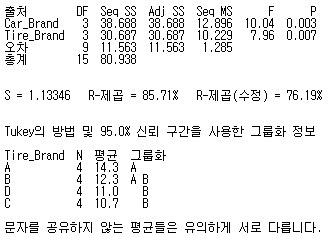 출처 DF Seq SS Adj SS Seq MS F P
Car_Brand 3 38.688 38.688 12.896 10.04 0.003
Tire_Brand 3 30.687 30.687 10.229 7.96 0.007
오차 9 11.563 11.563 1.285
총계 15 80.938
S = 1.13346 R-제곱 = 85.71% R-제곱(수정) = 76.19%
Tukey의 방법 및 95.0% 신뢰 구간을 사용한 그룹화 정보
Tire_Brand N 평균 그룹화
A 4 14.3 A
B 4 12.3 A B
D 4 11.0 B
C 4 10.7 B
문자를 공유하지 않는 평균들은 유의하게 서로 다릅니다.